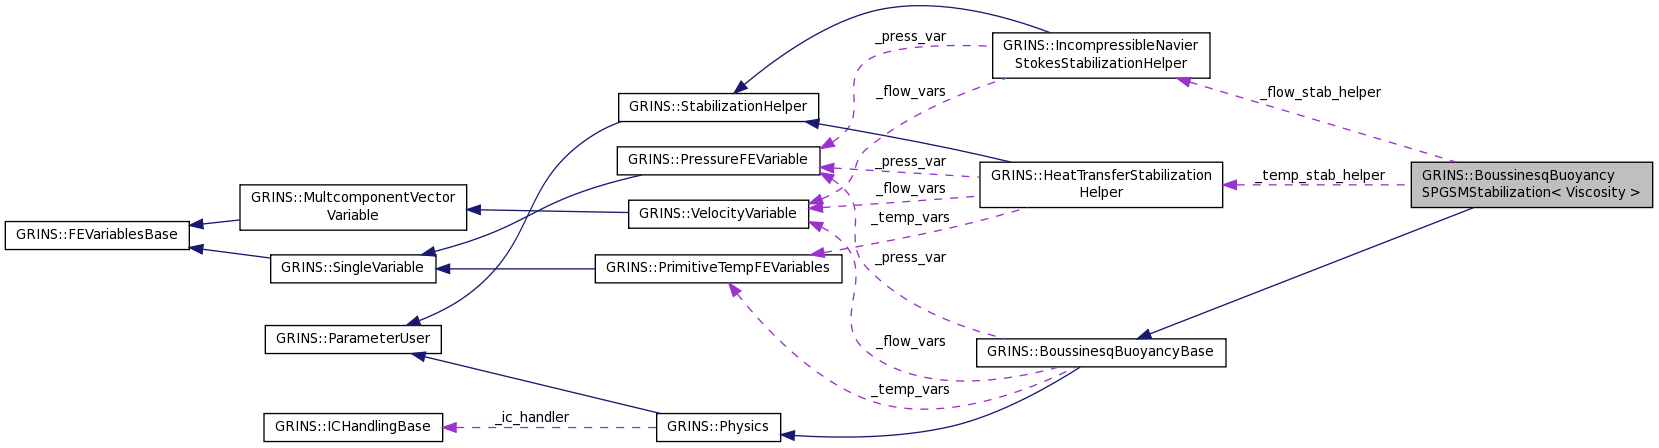 GRINS::FEVariablesBase
GRINS::MultcomponentVector
Variable
GRINS::SingleVariable
GRINS::ParameterUser
GRINS::ICHandlingBase
GRINS::StabilizationHelper
GRINS::PressureFEVariable
GRINS::VelocityVariable
GRINS::PrimitiveTempFEVariables
GRINS::Physics
_ic_handler
_press_var
_flow_vars
_press_var
_flow_vars
_temp_vars
_press_var
_flow_vars
_temp_vars
GRINS::IncompressibleNavier
StokesStabilizationHelper
GRINS::HeatTransferStabilization
Helper
GRINS::BoussinesqBuoyancyBase
_flow_stab_helper
_temp_stab_helper
GRINS::BoussinesqBuoyancy
SPGSMStabilization< Viscosity >